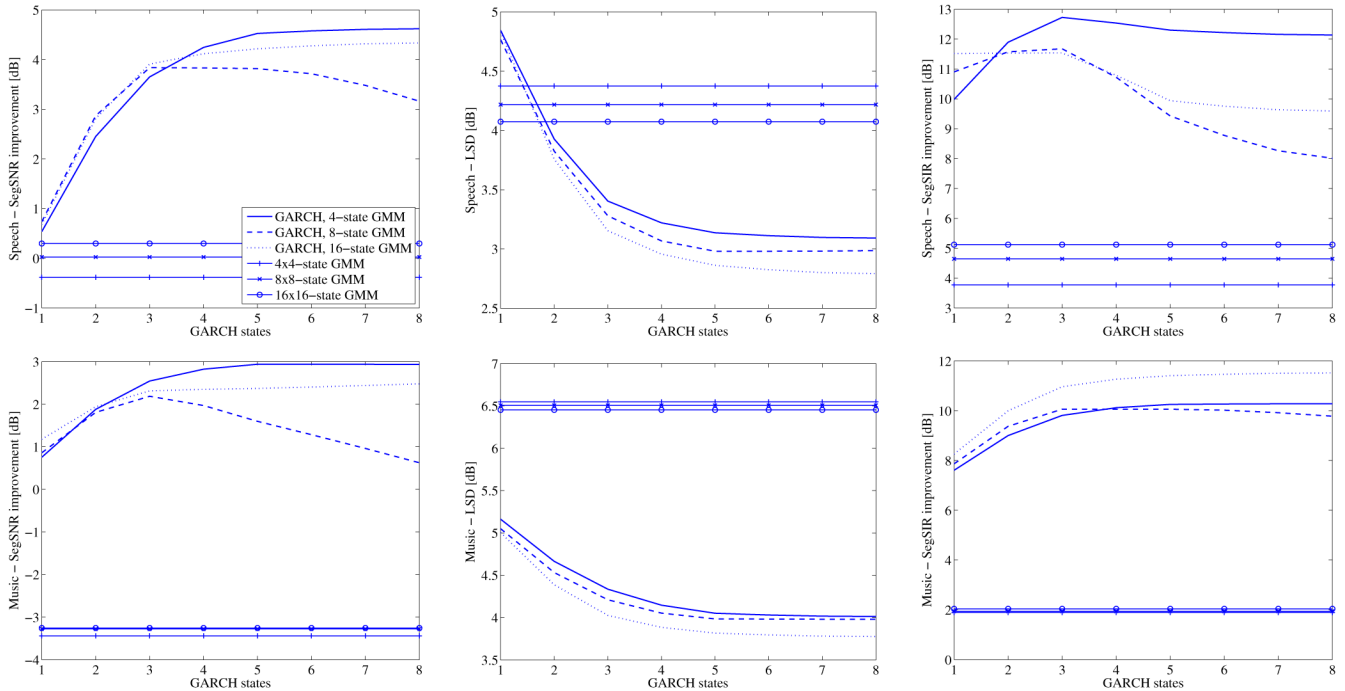 Speech − SegSNR improvement [dB]
5
4
3
2
1
0
−1
1 2 3 4 5 6 7 8
GARCH states
GARCH, 4−state GMM
GARCH, 8−state GMM
GARCH, 16−state GMM
4x4−state GMM
8x8−state GMM
16x16−state GMM
Speech − LSD [dB]
5
4.5
4
3.5
3
2.5
1 2 3 4 5 6 7 8
GARCH states
Speech − SegSIR improvement [dB]
13
12
11
10
9
8
7
6
5
4
3
1 2 3 4 5 6 7 8
GARCH states
Music − SegSNR improvement [dB]
3
2
1
0
−1
−2
−3
−4
1 2 3 4 5 6 7 8
GARCH states
Music − LSD [dB]
7
6.5
6
5.5
5
4.5
4
3.5
1 2 3 4 5 6 7 8
GARCH states
Music − SegSIR improvement [dB]
12
10
8
6
4
2
0
1 2 3 4 5 6 7 8
GARCH states